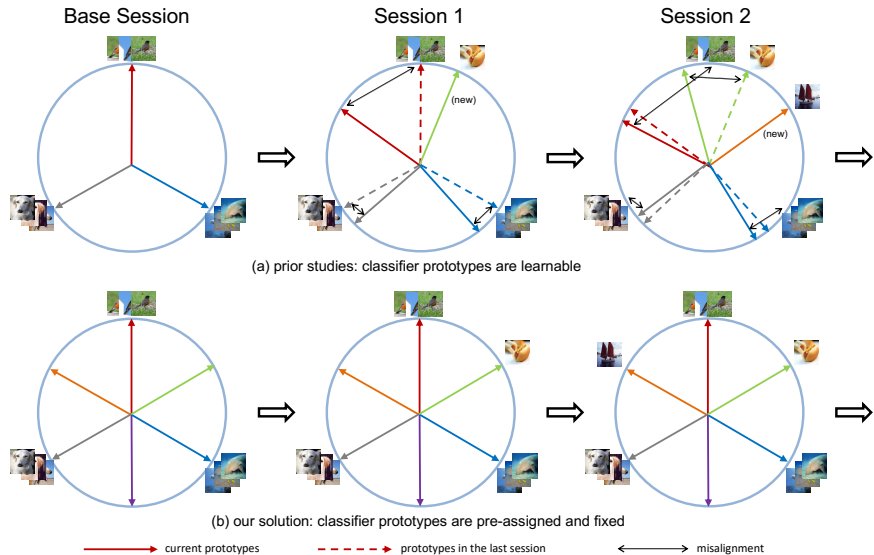 Base Session
Session 1
Session 2
(new)
(new)
(a) prior studies: classifier prototypes are learnable
(b) our solution: classifier prototypes are pre-assigned and fixed
current prototypes
prototypes in the last session
misalignment